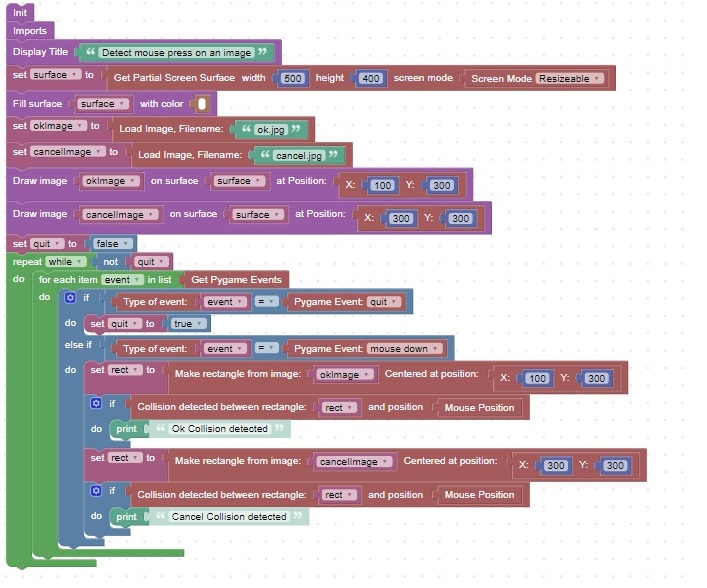 Init
Imports
Display Title “ Detect mouse press on an image ”
set surface to Get Partial Screen Surface width 500 height 400 screen mode Screen Mode Resizeable
Fill surface surface with color
set okImage to Load Image, Filename: “ ok.jpg ”
set cancelImage to Load Image, Filename: “ cancel.jpg ”
Draw image okImage on surface surface at Position: X: 100 Y: 300
Draw image cancelImage on surface surface at Position: X: 300 Y: 300
set quit to false
repeat while not quit
do for each item event in list Get Pygame Events
do if Type of event: event = Pygame Event: quit
do set quit to true
else if Type of event: event = Pygame Event: mouse down
do set rect to Make rectangle from image: okImage Centered at position: X: 100 Y: 300
if Collision detected between rectangle: rect and position Mouse Position
do print “ Ok Collision detected ”
set rect to Make rectangle from image: cancelImage Centered at position: X: 300 Y: 300
if Collision detected between rectangle: rect and position Mouse Position
do print “ Cancel Collision detected ”